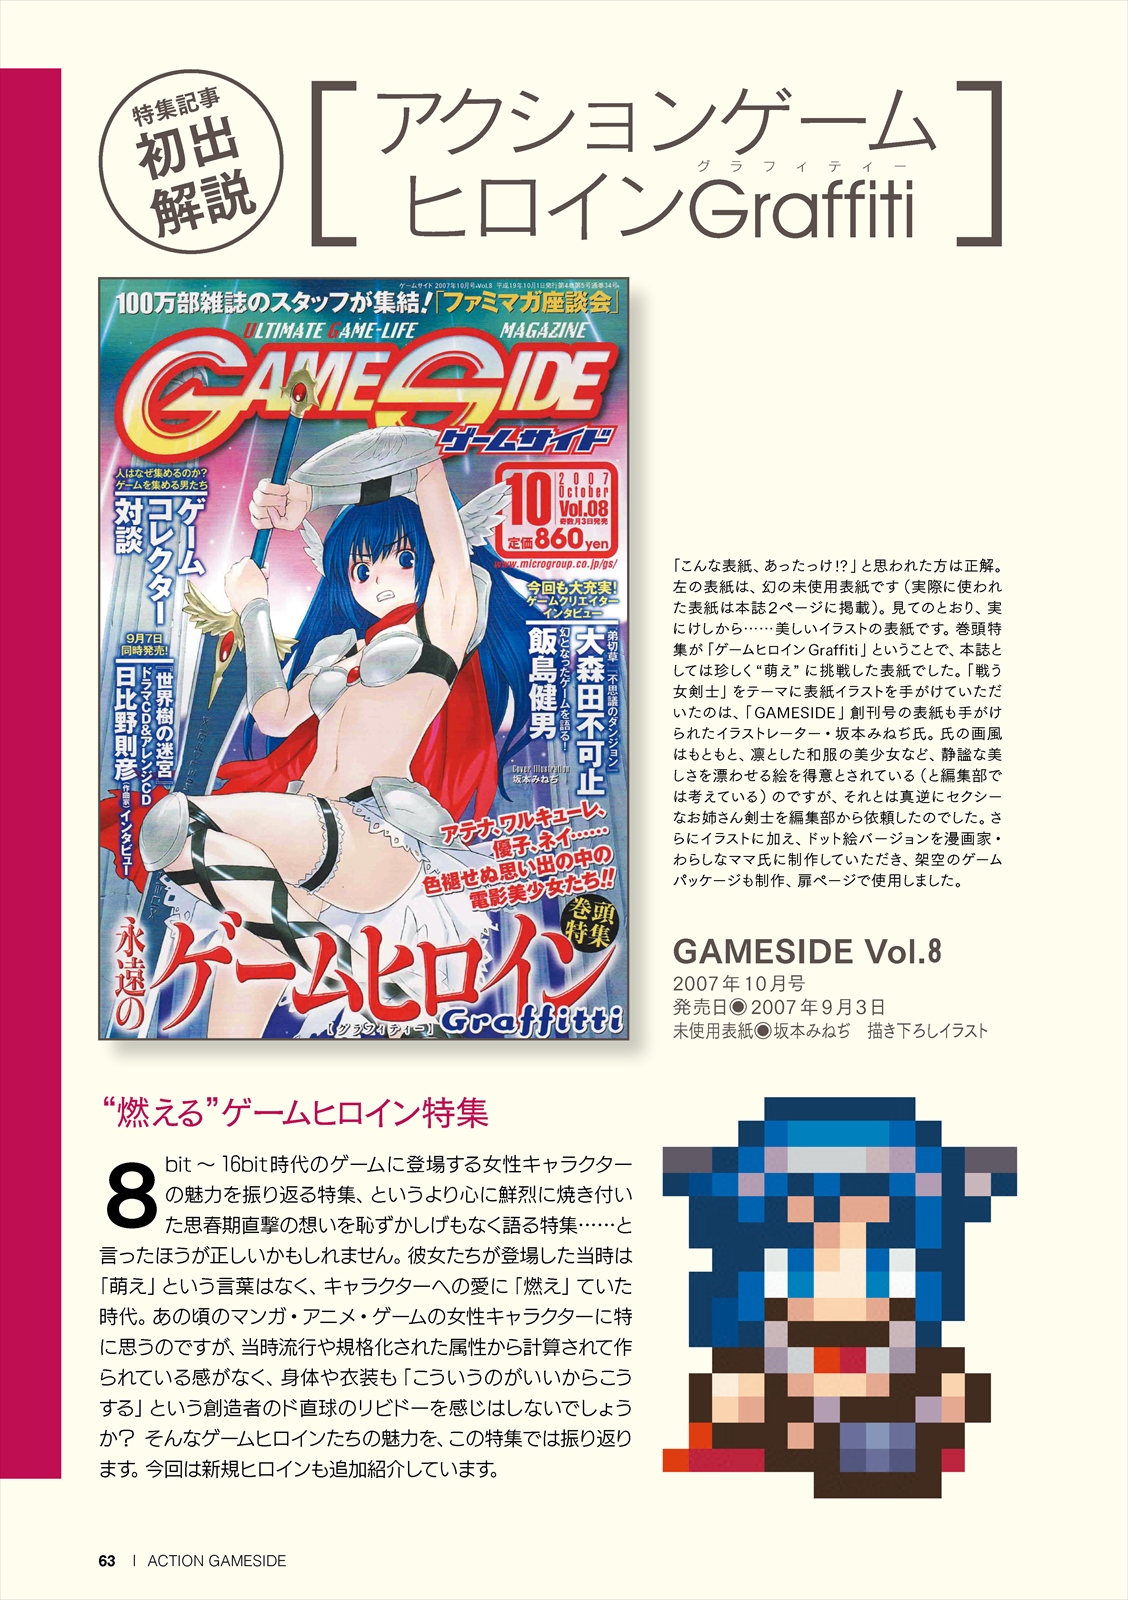 特集記事
初出
解説
アクションゲーム
グラフィティー
ヒロインGraffiti
ゲームサイド 2007年10月号•Vol.8 平成19年10月1日発行第4巻第5号通巻34号•
100万部雑誌のスタッフが集結!「ファミマガ座談会」
ULTIMATE GAME-LIFE MAGAZINE
GAMESIDE
ゲームサイド
人はなぜ集めるのか?
ゲームを集める男たち
ゲーム
コレクター
対談
10
2007
October
Vol.08
奇数月3日発売
定価860yen
www.microgroup.co.jp/gs/
今回も大充実!
ゲームクリエイター
インタビュー
弟切草/不思議のダンジョン
大森田不可止
幻となったゲームを語る!
飯島健男
9月7日
同時発売!
『世界樹の迷宮』
ドラマCD&アレンジCD
日比野則彦(作曲家)インタビュー
Cover Illustration
坂本みねぢ
アテナ、ワルキューレ、
優子、ネイ……
色褪せぬ思い出の中の
電影美少女たち!!
巻頭
特集
永遠の
ゲームヒロイン
【グラフィティー】
Graffitti
「こんな表紙、あったっけ!?」と思われた方は正解。
左の表紙は、幻の未使用表紙です(実際に使われ
た表紙は本誌2ページに掲載)。見てのとおり、実
にけしから……美しいイラストの表紙です。巻頭特
集が「ゲームヒロインGraffiti」ということで、本誌と
しては珍しく“萌え”に挑戦した表紙でした。「戦う
女剣士」をテーマに表紙イラストを手がけていただ
いたのは、「GAMESIDE」創刊号の表紙も手がけ
られたイラストレーター・坂本みねぢ氏。氏の画風
はもともと、凛とした和服の美少女など、静謐な美
しさを漂わせる絵を得意とされている(と編集部で
は考えている)のですが、それとは真逆にセクシー
なお姉さん剣士を編集部から依頼したのでした。さ
らにイラストに加え、ドット絵バージョンを漫画家・
わらしなママ氏に制作していただき、架空のゲーム
パッケージも制作、扉ページで使用しました。
GAMESIDE Vol.8
2007年10月号
発売日◉2007年9月3日
未使用表紙◉坂本みねぢ 描き下ろしイラスト
“燃える”ゲームヒロイン特集
8bit〜16bit時代のゲームに登場する女性キャラクター
の魅力を振り返る特集、というより心に鮮烈に焼き付い
た思春期直撃の想いを恥ずかしげもなく語る特集……と
言ったほうが正しいかもしれません。彼女たちが登場した当時は
「萌え」という言葉はなく、キャラクターへの愛に「燃え」ていた
時代。あの頃のマンガ・アニメ・ゲームの女性キャラクターに特
に思うのですが、当時流行や規格化された属性から計算されて作
られている感がなく、身体や衣装も「こういうのがいいからこう
する」という創造者のド直球のリビドーを感じはしないでしょう
か? そんなゲームヒロインたちの魅力を、この特集では振り返り
ます。今回は新規ヒロインも追加紹介しています。
63 | ACTION GAMESIDE